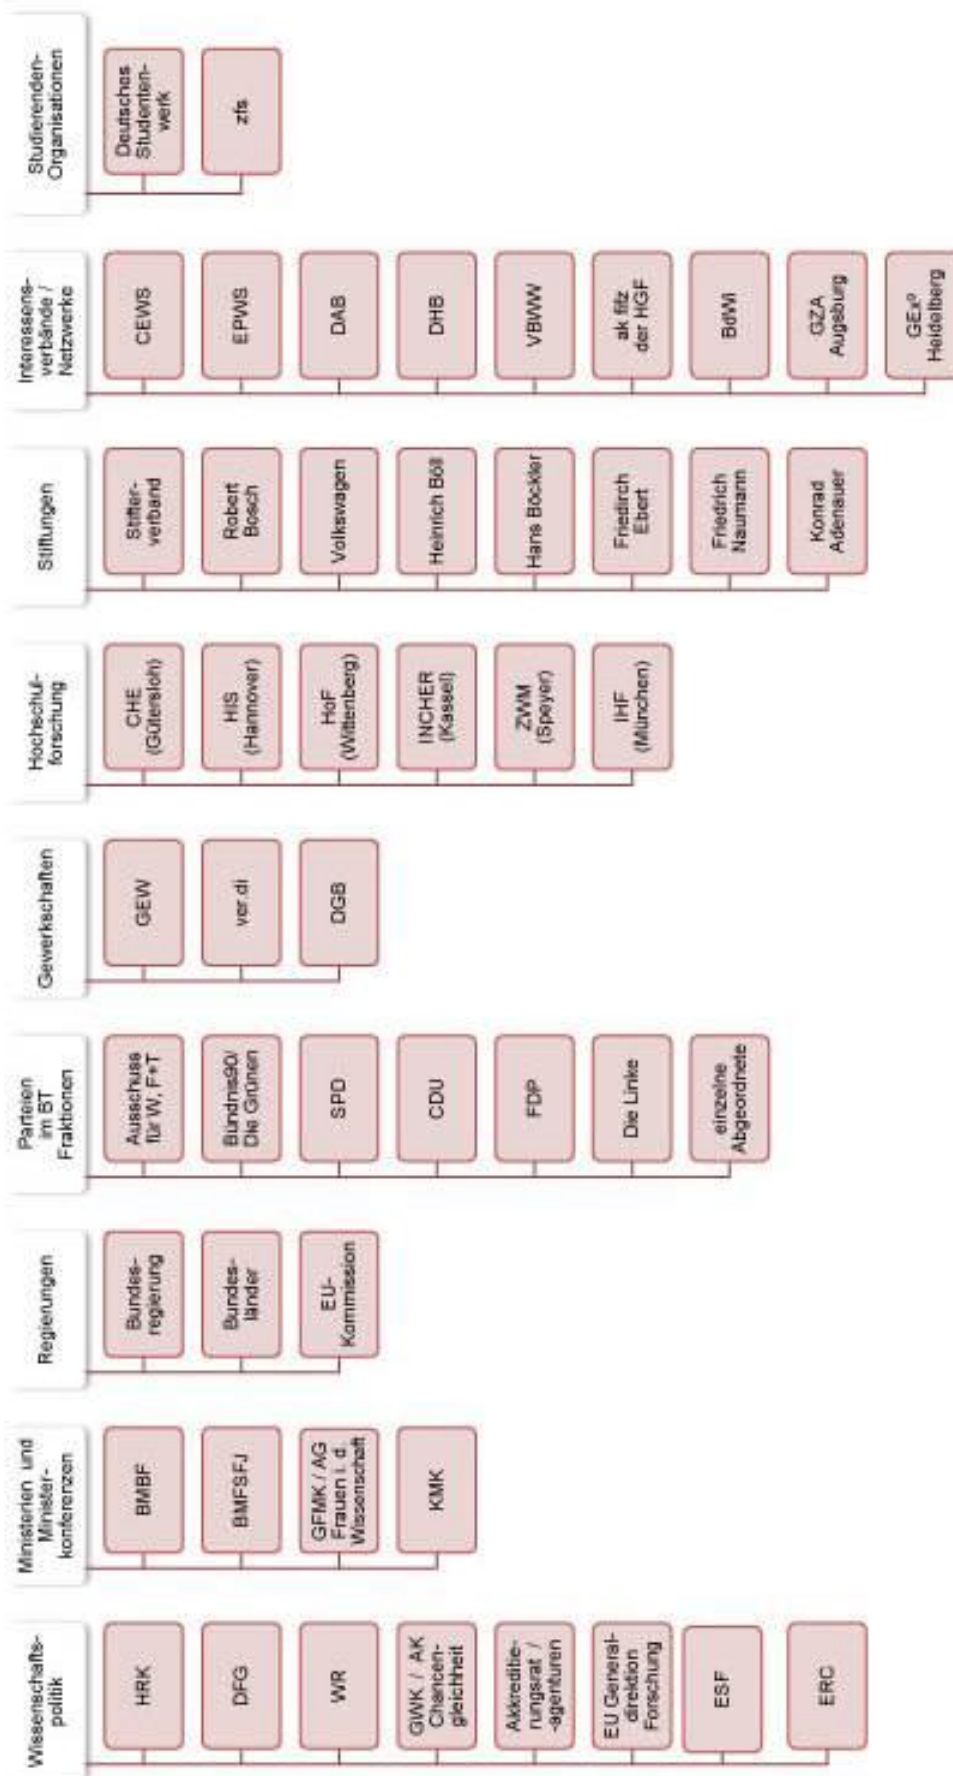 Wissenschafts-
politik
HRK
DFG
WR
GWK / AK
Chancen-
gleichheit
Akkreditie-
rungsrat /
-agenturen
EU General-
direktion
Forschung
ESF
ERC
Ministerien und
Minister-
konferenzen
BMBF
BMFSFJ
GFMK / AG
Frauen i. d.
Wissenschaft
KMK
Regierungen
Bundes-
regierung
Bundes-
länder
EU-
Kommission
Parteien
im BT
Fraktionen
Ausschuss
für W, F+T
Bündnis90/
Die Grünen
SPD
CDU
FDP
Die Linke
einzelne
Abgeordnete
Gewerkschaften
GEW
ver.di
DGB
Hochschul-
forschung
CHE
(Gütersloh)
HIS
(Hannover)
HoF
(Wittenberg)
INCHER
(Kassel)
ZWM
(Speyer)
IHF
(München)
Stiftungen
Stifter-
verband
Robert
Bosch
Volkswagen
Heinrich Böll
Hans Böckler
Friedirch
Ebert
Friedrich
Naumann
Konrad
Adenauer
Interessens-
verbände /
Netzwerke
CEWS
EPWS
DAB
DHB
VBWW
ak fitz
der HGF
BdWi
GZA
Augsburg
GEx⁰
Heidelberg
Studierenden-
Organisationen
Deutsches
Studenten-
werk
zfs